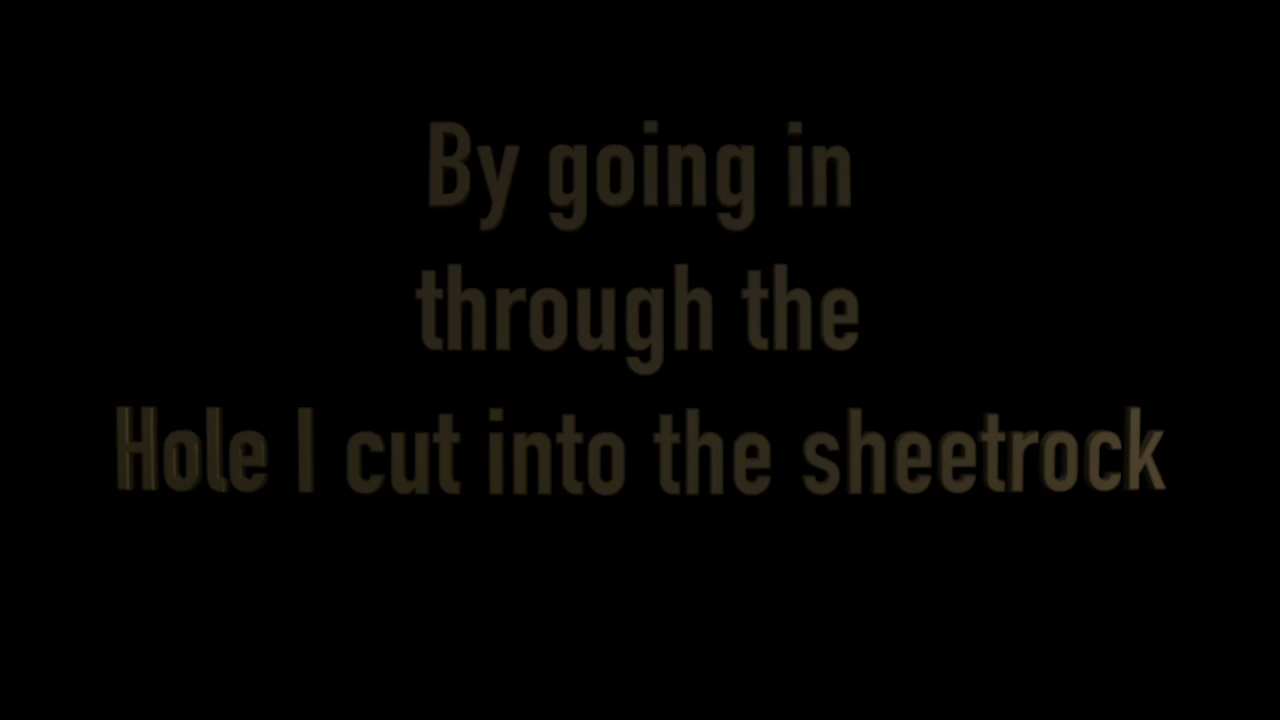 By going in
through the
Hole I cut into the sheetrock